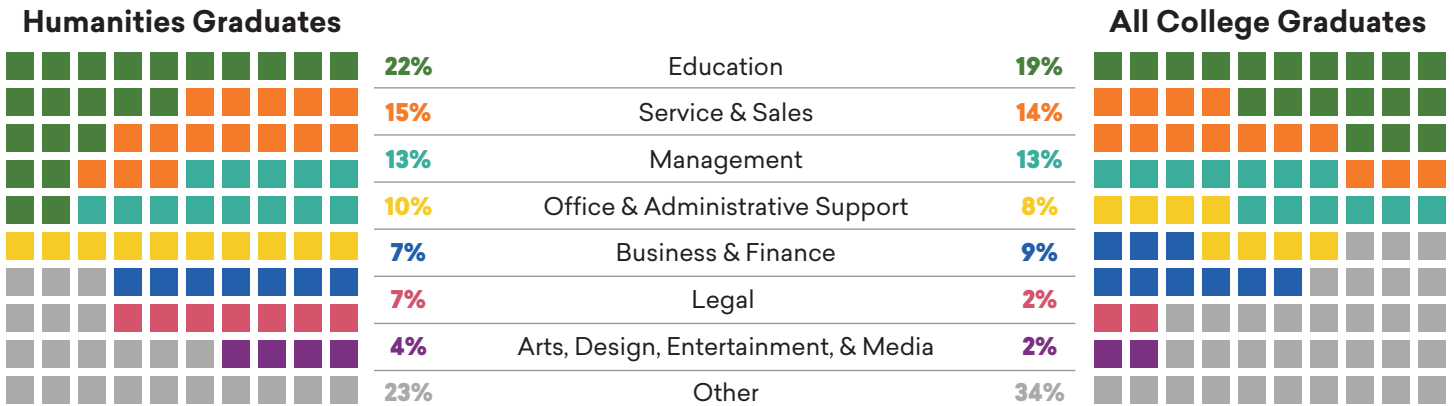 Humanities Graduates
All College Graduates
22% Education 19%
15% Service & Sales 14%
13% Management 13%
10% Office & Administrative Support 8%
7% Business & Finance 9%
7% Legal 2%
4% Arts, Design, Entertainment, & Media 2%
23% Other 34%